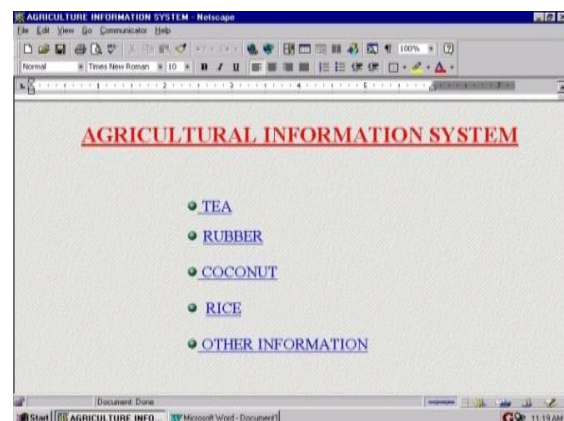 AGRICULTURE INFORMATION SYSTEM - Netscape
File Edit View Go Communicator Help
100%
Normal Times New Roman 10 B I U
AGRICULTURAL INFORMATION SYSTEM
TEA
RUBBER
COCONUT
RICE
OTHER INFORMATION
Document: Done
Start AGRICULTURE INFO... Microsoft Word - Document1 11:19 AM